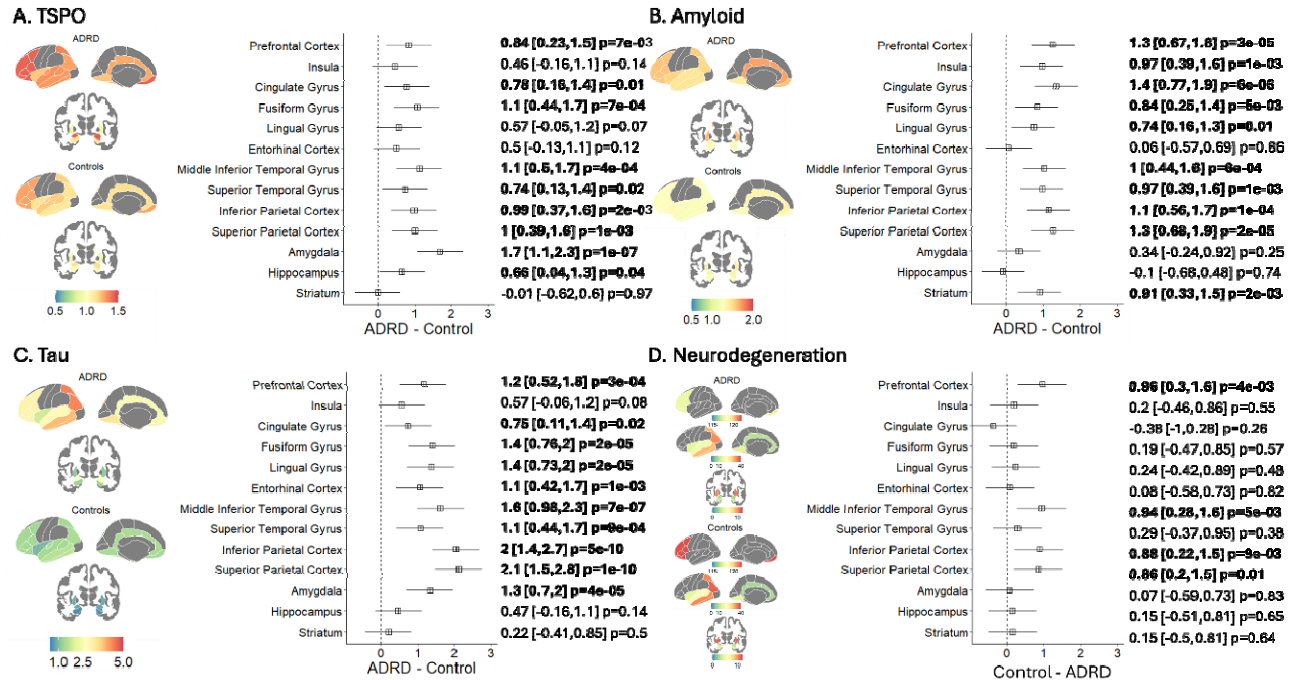 A. TSPO
ADRD
Controls
0.5 1.0 1.5
Prefrontal Cortex 0.84 [0.23,1.5] p=7e-03
Insula 0.46 [-0.16,1.1] p=0.14
Cingulate Gyrus 0.78 [0.16,1.4] p=0.01
Fusiform Gyrus 1.1 [0.44,1.7] p=7e-04
Lingual Gyrus 0.57 [-0.05,1.2] p=0.07
Entorhinal Cortex 0.5 [-0.13,1.1] p=0.12
Middle Inferior Temporal Gyrus 1.1 [0.5,1.7] p=4e-04
Superior Temporal Gyrus 0.74 [0.13,1.4] p=0.02
Inferior Parietal Cortex 0.99 [0.37,1.6] p=2e-03
Superior Parietal Cortex 1 [0.39,1.6] p=1e-03
Amygdala 1.7 [1.1,2.3] p=1e-07
Hippocampus 0.66 [0.04,1.3] p=0.04
Striatum -0.01 [-0.62,0.6] p=0.97
0 1 2 3
ADRD - Control
B. Amyloid
ADRD
Controls
0.5 1.0 2.0
Prefrontal Cortex 1.3 [0.67,1.8] p=3e-05
Insula 0.97 [0.39,1.6] p=1e-03
Cingulate Gyrus 1.4 [0.77,1.9] p=6e-06
Fusiform Gyrus 0.84 [0.25,1.4] p=5e-03
Lingual Gyrus 0.74 [0.16,1.3] p=0.01
Entorhinal Cortex 0.06 [-0.57,0.69] p=0.86
Middle Inferior Temporal Gyrus 1 [0.44,1.6] p=6e-04
Superior Temporal Gyrus 0.97 [0.39,1.6] p=1e-03
Inferior Parietal Cortex 1.1 [0.56,1.7] p=1e-04
Superior Parietal Cortex 1.3 [0.68,1.9] p=2e-05
Amygdala 0.34 [-0.24,0.92] p=0.25
Hippocampus -0.1 [-0.68,0.48] p=0.74
Striatum 0.91 [0.33,1.5] p=2e-03
0 1 2 3
ADRD - Control
C. Tau
ADRD
Controls
1.0 2.0 5.0
Prefrontal Cortex 1.2 [0.52,1.8] p=3e-04
Insula 0.57 [-0.06,1.2] p=0.08
Cingulate Gyrus 0.75 [0.11,1.4] p=0.02
Fusiform Gyrus 1.4 [0.76,2] p=2e-05
Lingual Gyrus 1.4 [0.73,2] p=2e-05
Entorhinal Cortex 1.1 [0.42,1.7] p=1e-03
Middle Inferior Temporal Gyrus 1.6 [0.98,2.3] p=7e-07
Superior Temporal Gyrus 1.1 [0.44,1.7] p=9e-04
Inferior Parietal Cortex 2 [1.4,2.7] p=5e-10
Superior Parietal Cortex 2.1 [1.5,2.8] p=1e-10
Amygdala 1.3 [0.7,2] p=4e-05
Hippocampus 0.47 [-0.16,1.1] p=0.14
Striatum 0.22 [-0.41,0.85] p=0.5
0 1 2 3
ADRD - Control
D. Neurodegeneration
ADRD
115 120
0 10 40
0 10
Controls
115 120
0 10 40
0 10
Prefrontal Cortex 0.96 [0.3,1.6] p=4e-03
Insula 0.2 [-0.46,0.86] p=0.55
Cingulate Gyrus -0.38 [-1,0.28] p=0.26
Fusiform Gyrus 0.19 [-0.47,0.85] p=0.57
Lingual Gyrus 0.24 [-0.42,0.89] p=0.48
Entorhinal Cortex 0.08 [-0.58,0.73] p=0.82
Middle Inferior Temporal Gyrus 0.94 [0.28,1.6] p=5e-03
Superior Temporal Gyrus 0.29 [-0.37,0.95] p=0.38
Inferior Parietal Cortex 0.88 [0.22,1.5] p=9e-03
Superior Parietal Cortex 0.86 [0.2,1.5] p=0.01
Amygdala 0.07 [-0.59,0.73] p=0.83
Hippocampus 0.15 [-0.51,0.81] p=0.65
Striatum 0.15 [-0.5,0.81] p=0.64
0 1 2 3
Control - ADRD